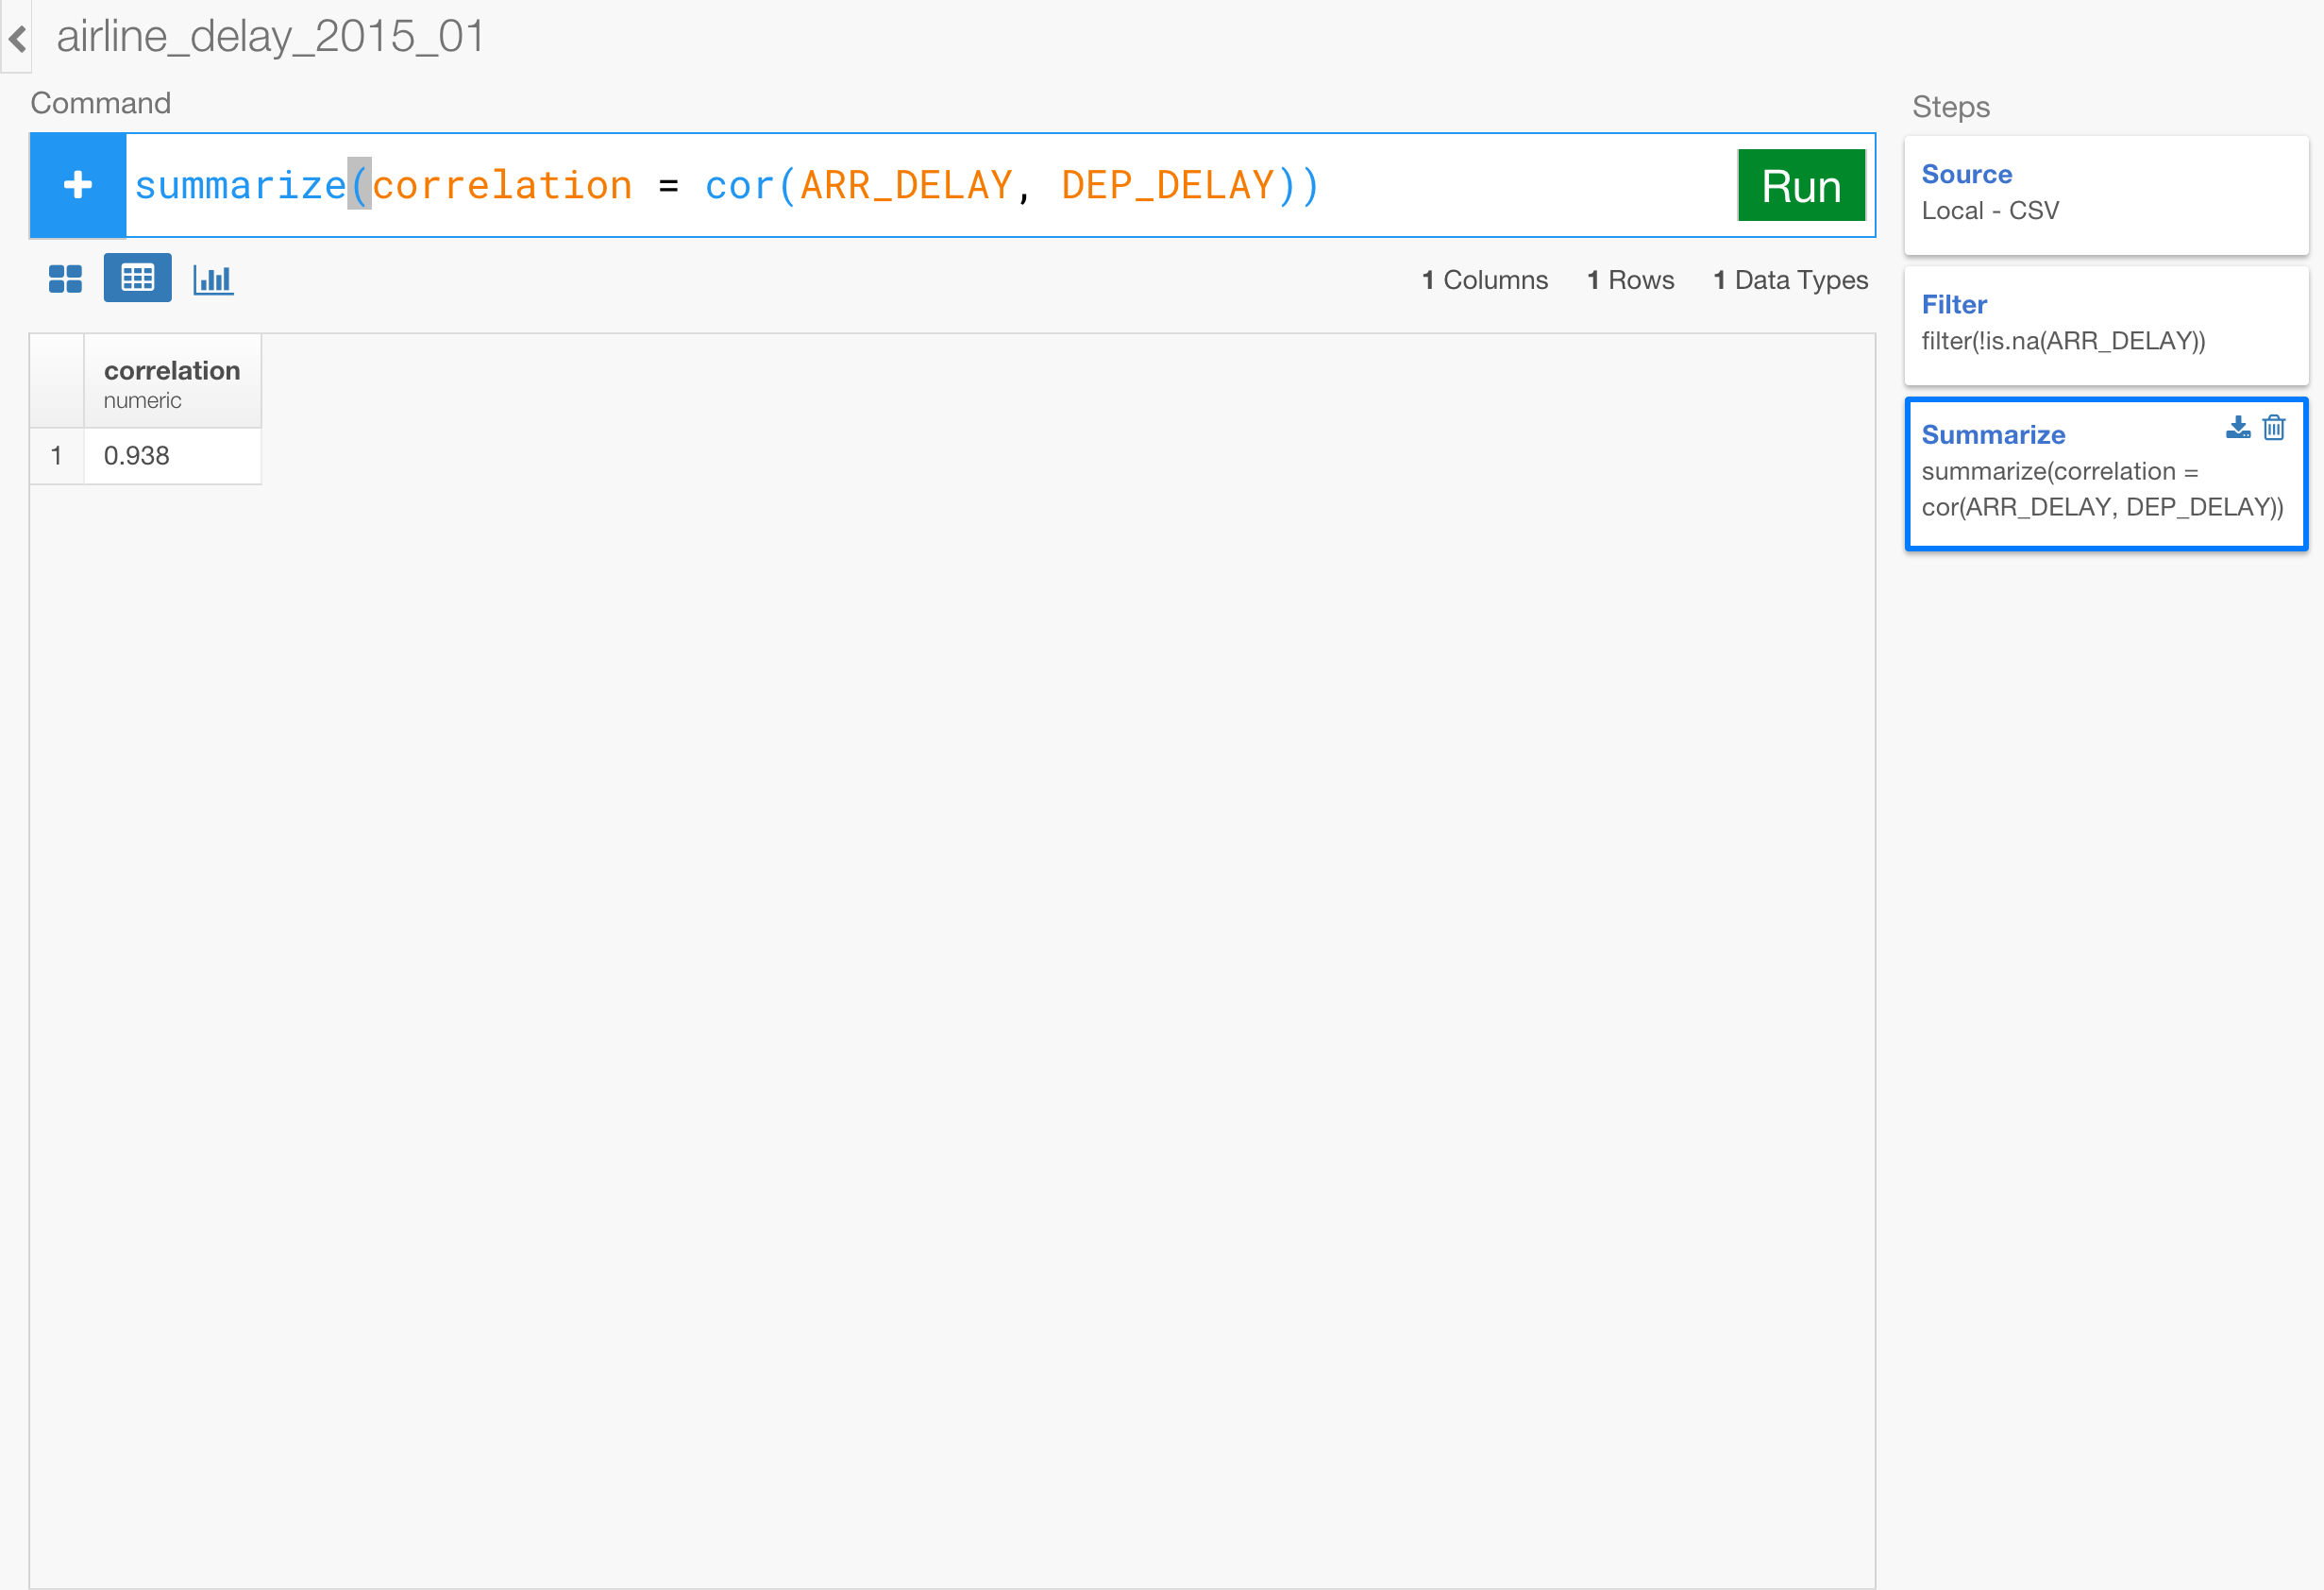 airline_delay_2015_01
Command
summarize(correlation = cor(ARR_DELAY, DEP_DELAY))
Run
1 Columns 1 Rows 1 Data Types
correlation
numeric
1 0.938
Steps
Source
Local - CSV
Filter
filter(!is.na(ARR_DELAY))
Summarize
summarize(correlation =
cor(ARR_DELAY, DEP_DELAY))